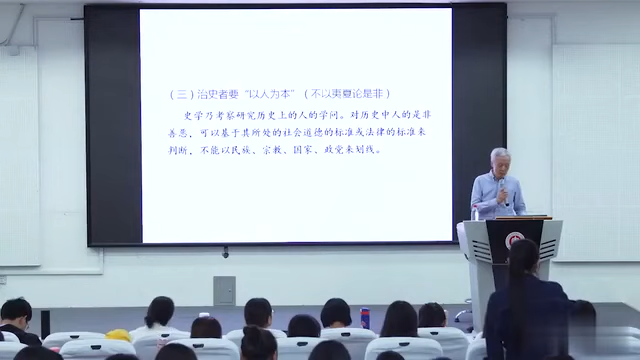 （三）治史者要“以人为本”（不以夷夏论是非）
史学乃考察研究历史上的人的学问。对历史中人的是非
善恶，可以基于其所处的社会道德的标准或法律的标准来
判断，不能以民族、宗教、国家、政党来划线。